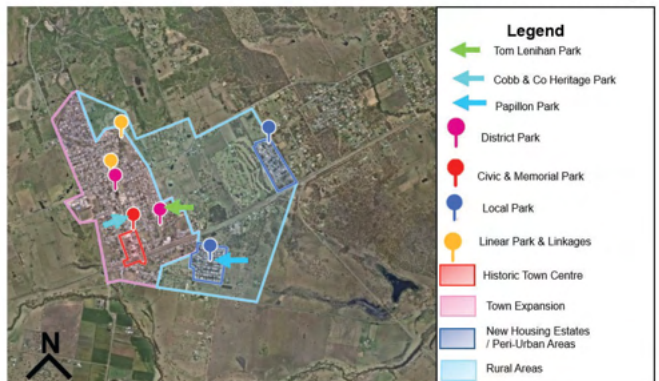 Legend
Tom Lenihan Park
Cobb & Co Heritage Park
Papillon Park
District Park
Civic & Memorial Park
Local Park
Linear Park & Linkages
Historic Town Centre
Town Expansion
New Housing Estates
/ Peri-Urban Areas
Rural Areas
N